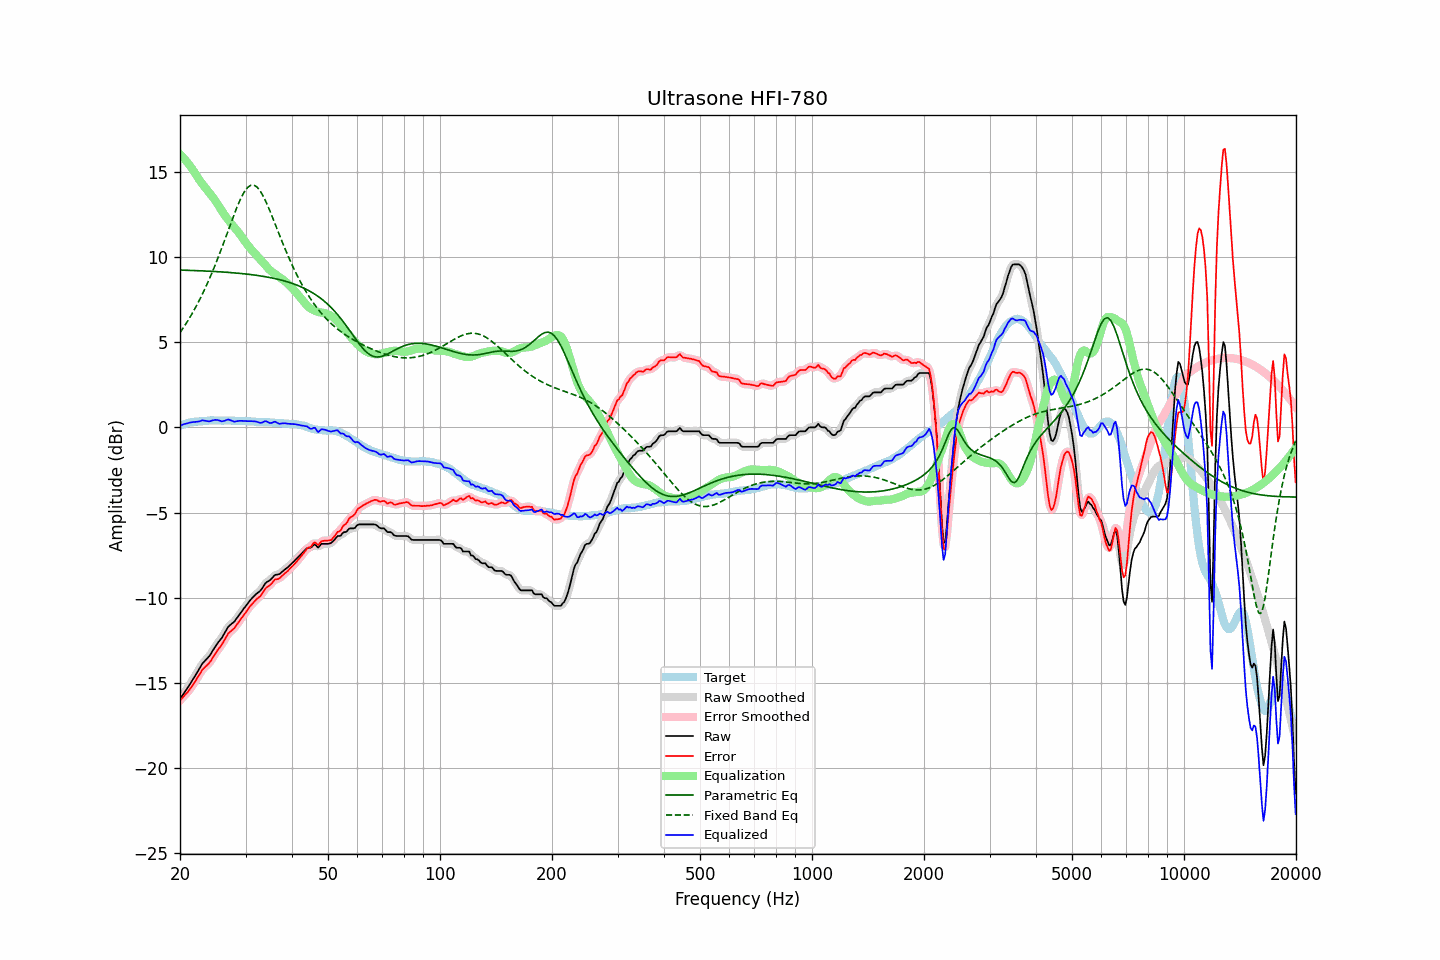 Ultrasone HFI-780
Amplitude (dBr)
15
10
5
0
−5
−10
−15
−20
−25
Target
Raw Smoothed
Error Smoothed
Raw
Error
Equalization
Parametric Eq
Fixed Band Eq
Equalized
20 50 100 200 500 1000 2000 5000 10000 20000
Frequency (Hz)